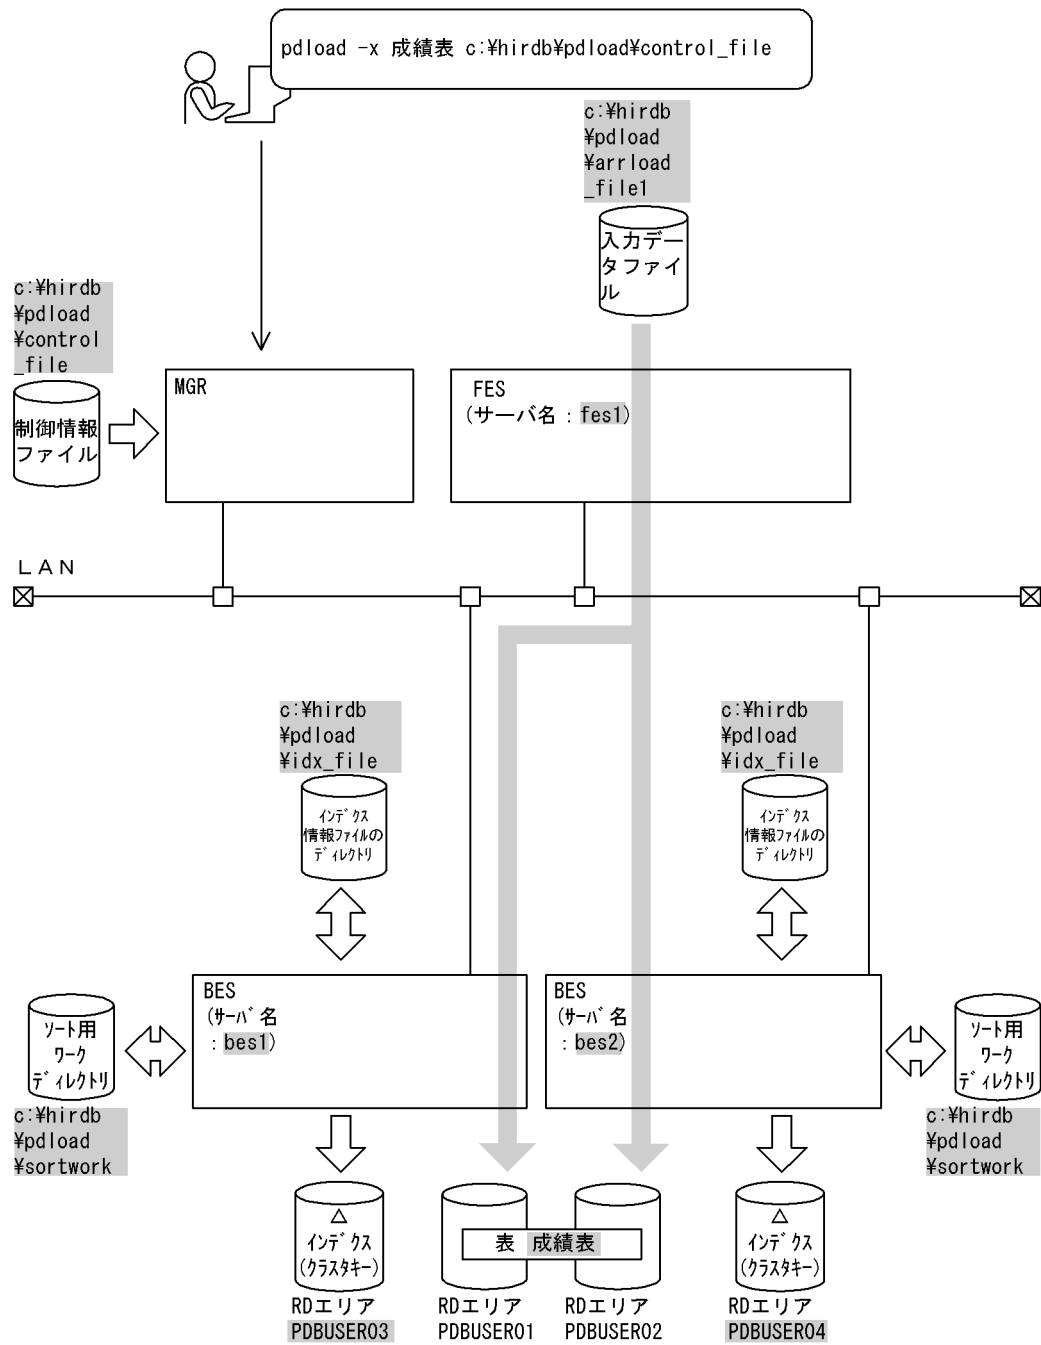 pdload -x 成績表 c:¥hirdb¥pdload¥control_file
c:¥hirdb
¥pdload
¥arrload
_file1
入力デー
タファイ
ル
c:¥hirdb
¥pdload
¥control
_file
制御情報
ファイル
MGR
FES
(サーバ名：fes1)
ＬＡＮ
c:¥hirdb
¥pdload
¥idx_file
ｲﾝﾃﾞｸｽ
情報ﾌｧｲﾙの
ﾃﾞｨﾚｸﾄﾘ
c:¥hirdb
¥pdload
¥idx_file
ｲﾝﾃﾞｸｽ
情報ﾌｧｲﾙの
ﾃﾞｨﾚｸﾄﾘ
BES
(ｻｰﾊﾞ名
：bes1)
BES
(ｻｰﾊﾞ名
：bes2)
ｿｰﾄ用
ﾜｰｸ
ﾃﾞｨﾚｸﾄﾘ
c:¥hirdb
¥pdload
¥sortwork
ｿｰﾄ用
ﾜｰｸ
ﾃﾞｨﾚｸﾄﾘ
c:¥hirdb
¥pdload
¥sortwork
△
ｲﾝﾃﾞｸｽ
(ｸﾗｽﾀｷｰ)
表 成績表
△
ｲﾝﾃﾞｸｽ
(ｸﾗｽﾀｷｰ)
RDエリア
PDBUSER03
RDエリア
PDBUSER01
RDエリア
PDBUSER02
RDエリア
PDBUSER04